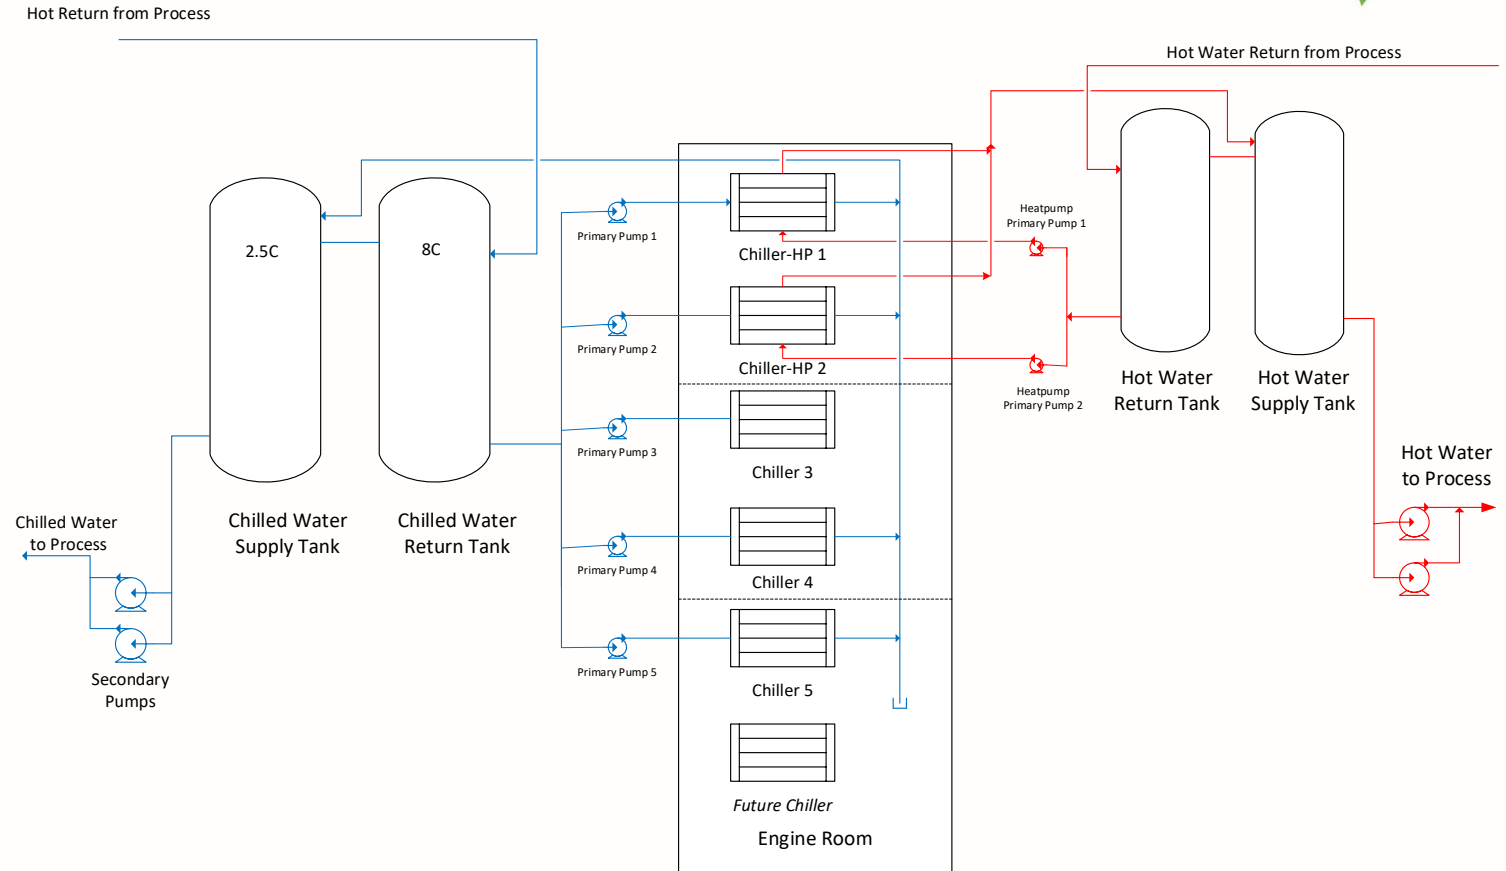 Hot Return from Process
Hot Water Return from Process
2.5C
8C
Primary Pump 1
Chiller-HP 1
Heatpump
Primary Pump 1
Primary Pump 2
Chiller-HP 2
Heatpump
Primary Pump 2
Hot Water
Return Tank
Hot Water
Supply Tank
Primary Pump 3
Chiller 3
Hot Water
to Process
Chilled Water
to Process
Chilled Water
Supply Tank
Chilled Water
Return Tank
Primary Pump 4
Chiller 4
Secondary
Pumps
Primary Pump 5
Chiller 5
Future Chiller
Engine Room